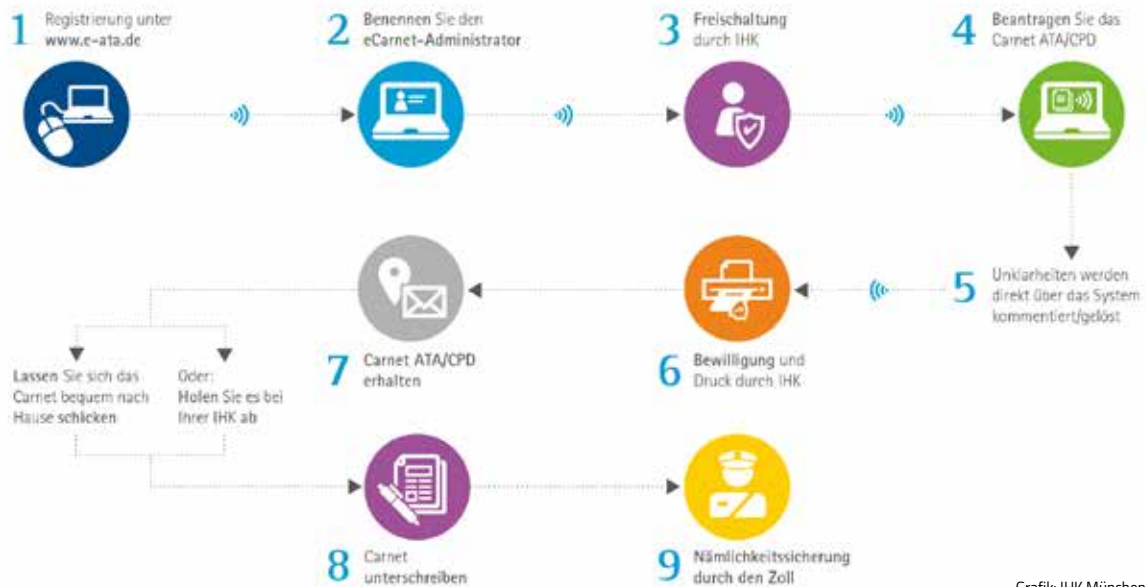 1
Registrierung unter
www.e-ata.de
2
Benennen Sie den
eCarnet-Administrator
3
Freischaltung
durch IHK
4
Beantragen Sie das
Carnet ATA/CPD
5
Unklarheiten werden
direkt über das System
kommentiert/gelöst
6
Bewilligung und
Druck durch IHK
7
Carnet ATA/CPD
erhalten
Lassen Sie sich das
Carnet bequem nach
Hause schicken
Oder:
Holen Sie es bei
Ihrer IHK ab
8
Carnet
unterschreiben
9
Nämlichkeitssicherung
durch den Zoll
Grafik: IHK München